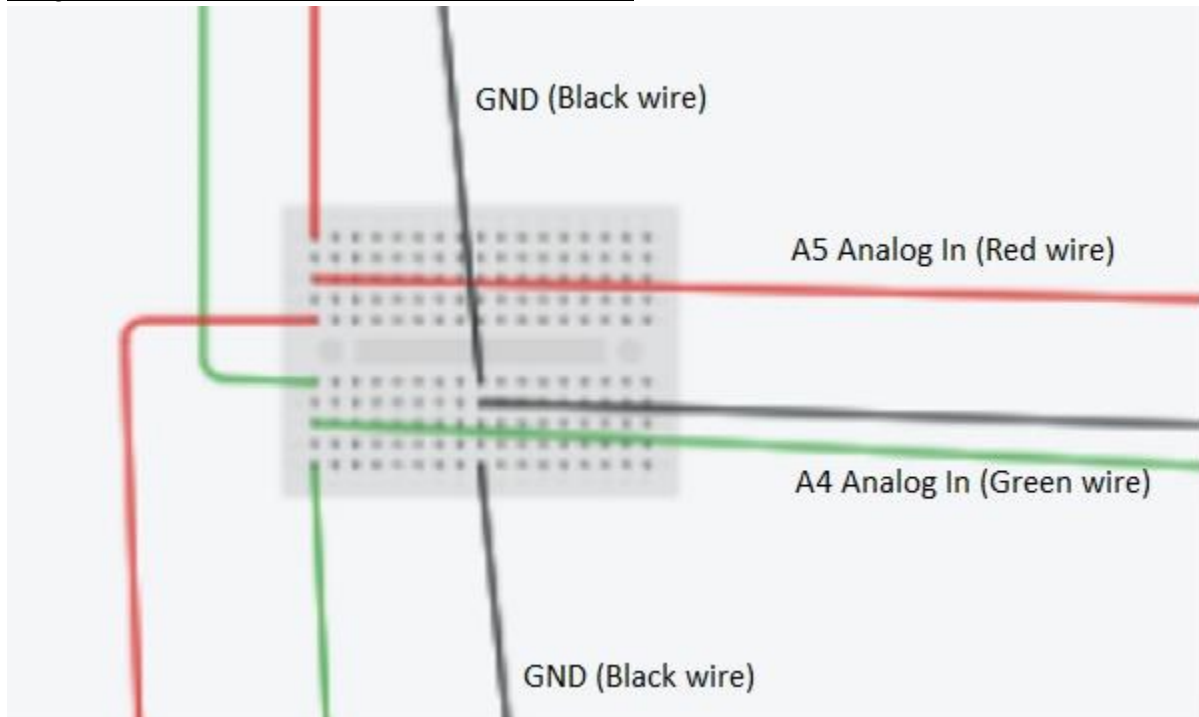 GND (Black wire)
A5 Analog In (Red wire)
A4 Analog In (Green wire)
GND (Black wire)